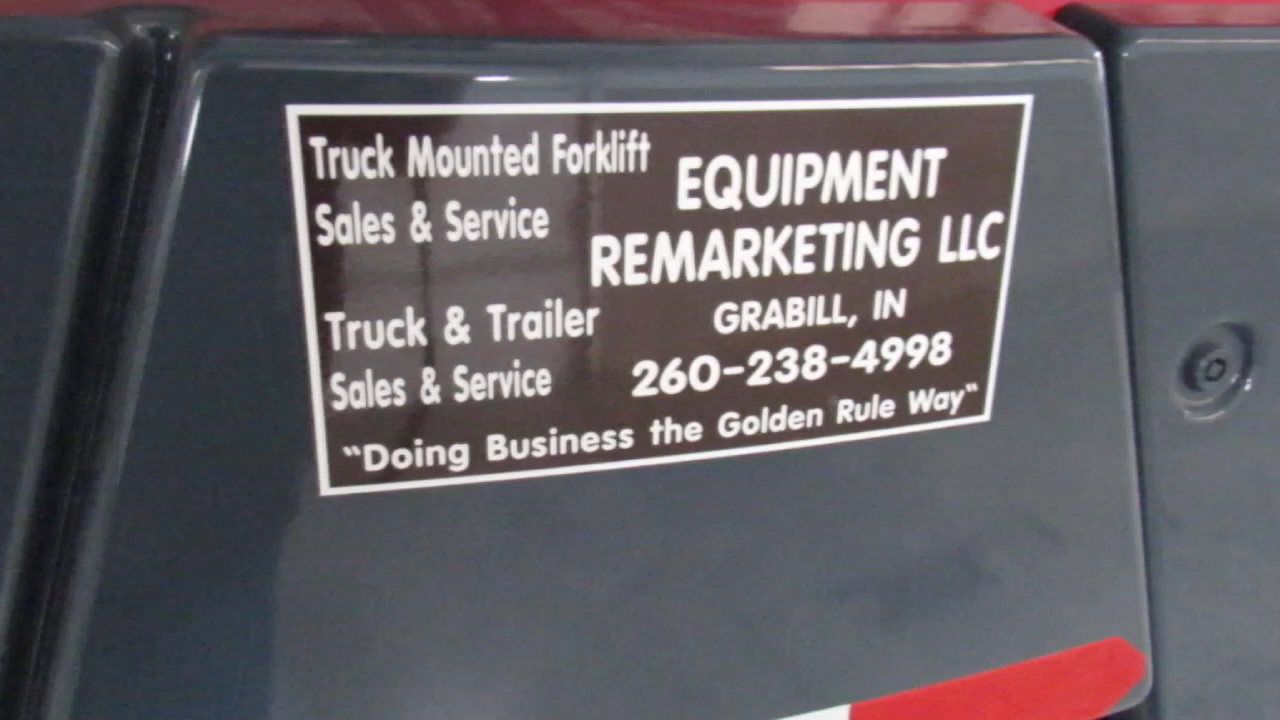 Truck Mounted Forklift
Sales & Service
Truck & Trailer
Sales & Service
EQUIPMENT
REMARKETING LLC
GRABILL, IN
260-238-4998
"Doing Business the Golden Rule Way"